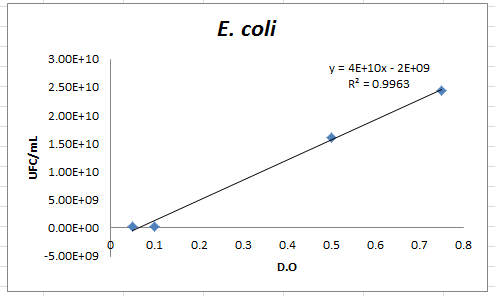 E. coli
y = 4E+10x - 2E+09
R² = 0.9963
3.00E+10
2.50E+10
2.00E+10
1.50E+10
1.00E+10
5.00E+09
0.00E+00
-5.00E+09
UFC/mL
0 0.1 0.2 0.3 0.4 0.5 0.6 0.7 0.8
D.O